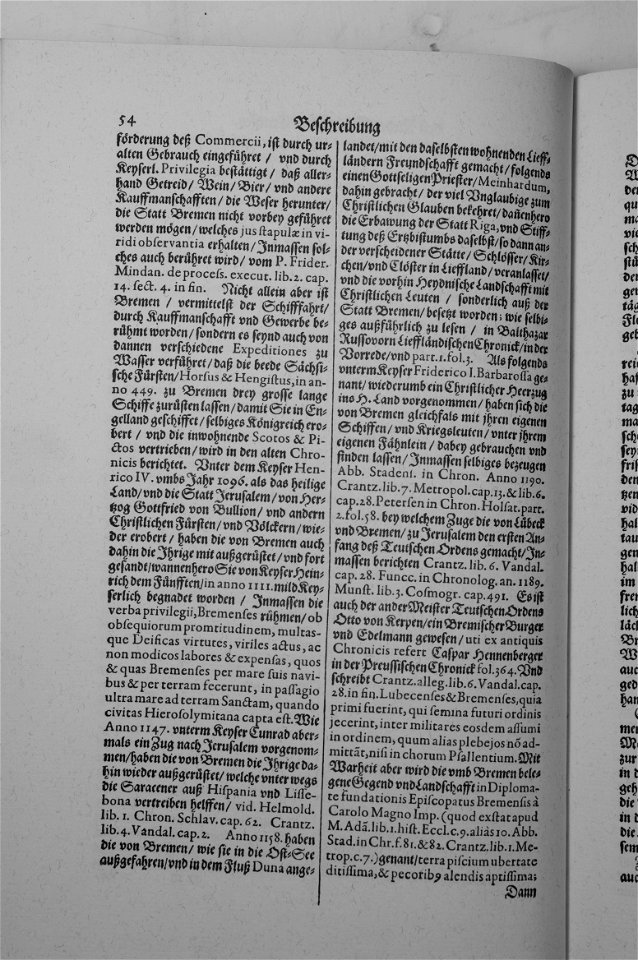 54
Beschreibung
förderung deß Commercii, ist durch ur-
alten Gebrauch eingeführet / vnd durch
Keyserl. Privilegia bestättigt / daß aller-
hand Getreid / Wein / Bier / vnd andere
Kauffmanschafften / die Weser herunter /
die Statt Bremen nicht vorbey geführet
werden mögen / welches jus stapulæ in vi-
ridi observantia erhalten / Inmassen sol-
ches auch berühret wird / vom P. Frider.
Mindan. de process. execut. lib. 2. cap.
14. sect. 4. in fin. Nicht allein aber ist
Bremen / vermittelst der Schifffahrt /
durch Kauffmanschafft vnd Gewerbe be-
rühmt worden / sondern es seynd auch von
dannen verschiedene Expeditiones zu
Wasser verführet / daß die beede Sächsi-
sche Fürsten / Horsus & Hengistus, in an-
no 449. zu Bremen drey grosse lange
Schiffe zurüsten lassen / damit Sie in En-
gelland geschiffet / selbiges Königreich ero-
bert / vnd die inwohnende Scotos & Pi-
ctos vertrieben / wird in den alten Chro-
nicis berichtet. Vnter dem Keyser Hen-
rico IV. vmbs Jahr 1096. als das heilige
Land / vnd die Statt Jerusalem / von Her-
tzog Gottfried von Bullion / vnd andern
Christlichen Fürsten / vnd Völckern / wie-
der erobert / haben die von Bremen auch
dahin die Ihrige mit außgerüstet / vnd fort
gesandt / wannenhero Sie von Keyser Hein-
rich dem Fünfften / in anno 1111. mild Key-
serlich begnadet worden / Inmassen die
verba privilegii, Bremenses rühmen / ob
obsequiorum promtitudinem, multas-
que Deificas virtutes, viriles actus, ac
non modicos labores & expensas, quos
& quas Bremenses per mare suis navi-
bus & per terram fecerunt, in passagio
ultra mare ad terram Sanctam, quando
civitas Hierosolymitana capta est. Wie
Anno 1147. vnterm Keyser Cunrad aber-
mals ein Zug nach Jerusalem vorgenom-
men / haben die von Bremen die Ihrige da-
hin wieder außgerüstet / welche vnter wegs
die Saracener auß Hispania vnd Lisse-
bona vertreiben helffen / vid. Helmold.
lib. 1. Chron. Schlav. cap. 62. Crantz.
lib. 4. Vandal. cap. 2. Anno 1158. haben
die von Bremen / wie sie in die Ost-See
außgefahren / vnd in dem Fluß Duna ange-
landet / mit den daselbsten wohnenden Lieff-
ländern Freundschafft gemacht / folgends
einen Gottseligen Priester / Meinhardum,
dahin gebracht / der viel Vnglaubige zum
Christlichen Glauben bekehret / dañenhero
die Erbawung der Statt Riga, vnd Stiff-
tung deß Ertzbistumbs daselbst / so dann an-
der verscheidener Stätte / Schlösser / Kir-
chen / vnd Clöster in Lieffland / veranlasset /
vnd die vorhin Heydnische Landschafft mit
Christlichen Leuten / sonderlich auß der
Statt Bremen / besetzt worden: wie selbi-
ges außführlich zu lesen / in Balthazar
Russovorn Liefflåndischen Chronick / in der
Vorrede / vnd part. 1. fol. 3. Als folgends
vnterm Keyser Friderico I. Barbarossa ge-
nant / wiederumb ein Christlicher Herzog
ins H. Land vorgenommen / haben sich die
von Bremen gleichfals mit ihren eigenen
Schiffen / vnd Kriegsleuten / vnter jhrem
eigenen Fähnlein / dabey gebrauchen vnd
finden lassen / Inmassen selbiges bezeugen
Abb. Stadens. in Chron. Anno 1190.
Crantz. lib. 7. Metropol. cap. 13. & lib. 6.
cap. 28. Petersen in Chron. Holsat. part.
2. fol. 58. bey welchem Zuge die von Lübeck
vnd Bremen / zu Jerusalem den ersten An-
fang deß Teutschen Ordens gemacht / In-
massen berichten Crantz. lib. 6. Vandal.
cap. 28. Funcc. in Chronolog. an. 1189.
Munst. lib. 3. Cosmogr. cap. 491. Es ist
auch der ander Meister Teutschen Ordens
Otto von Kerpen / ein Bremischer Burger
vnd Edelmann gewesen / uti ex antiquis
Chronicis refert Caspar Hennenberger
in der Preussischen Chronick fol. 364. Vnd
schreibt Crantz. alleg. lib. 6. Vandal. cap.
28. in fin. Lubecenses & Bremenses, quia
primi fuerint, qui semina futuri ordinis
jecerint, inter militares eosdem assumi
in ordinem, quum alias plebejos nõ ad-
mittãt, nisi in chorum Psallentium. Mit
Warheit aber wird die vmb Bremen bele-
gene Gegend vnd Landschafft in Diploma-
te fundationis Episcopatus Bremensis à
Carolo Magno Imp. (quod exstat apud
M. Adã. lib. 1. hist. Eccl. c. 9. alias 10. Abb.
Stad. in Chr. f. 81. & 82. Crantz. lib. 1. Me-
trop. c. 7.) genant / terra piscium ubertate
ditissima, & pecorib9 alendis aptissima;
Dann